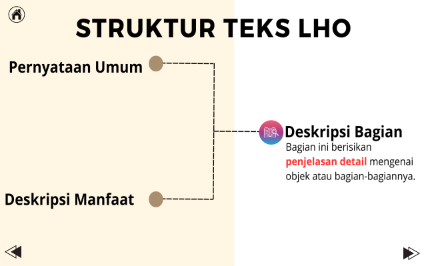 STRUKTUR TEKS LHO
Pernyataan Umum
Deskripsi Bagian
Bagian ini berisikan
penjelasan detail mengenai
objek atau bagian-bagiannya.
Deskripsi Manfaat